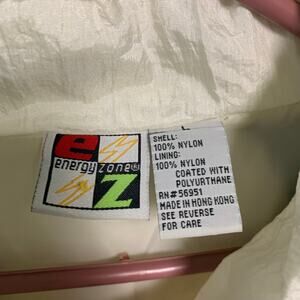 e
energy zone®
z
L
SHELL:
100% NYLON
LINING:
100% NYLON
COATED WITH
POLYURTHANE
RN#56951
MADE IN HONG KONG
SEE REVERSE
FOR CARE